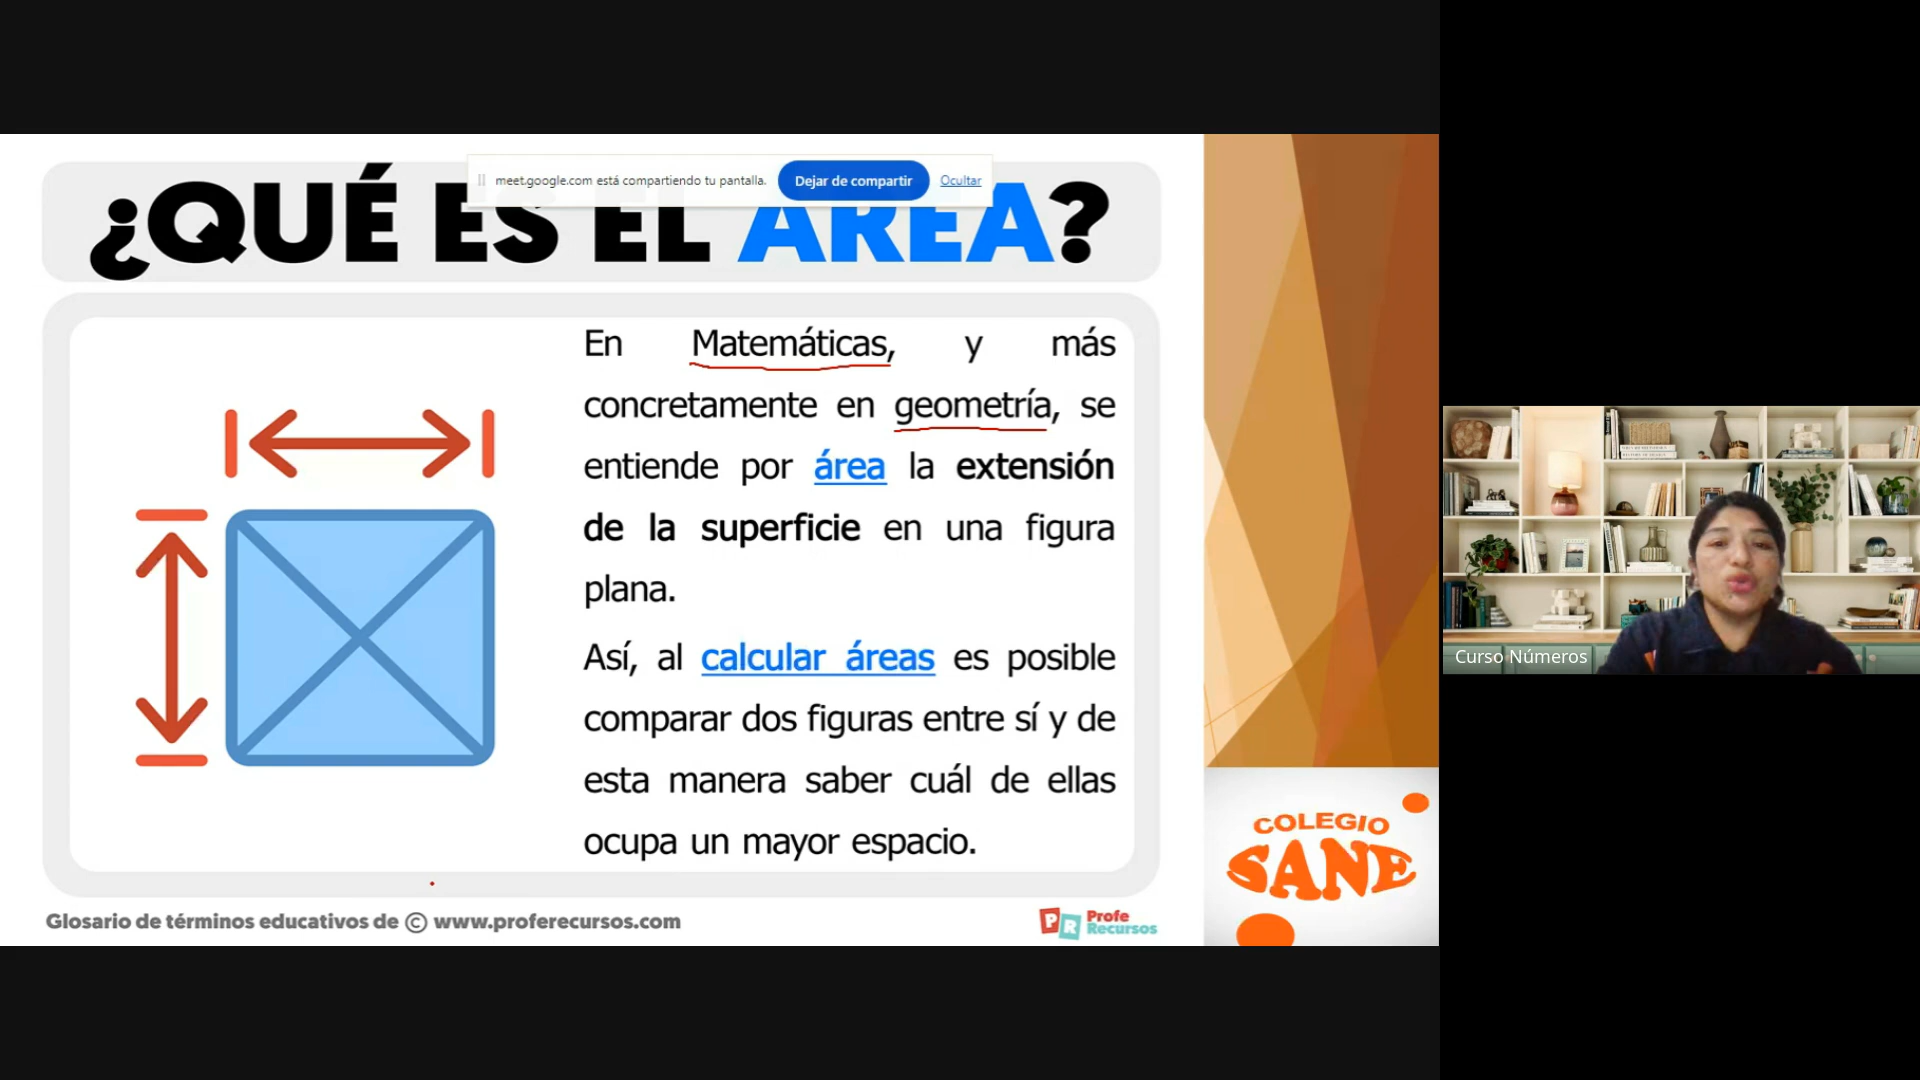 meet.google.com está compartiendo tu pantalla. Dejar de compartir Ocultar
¿QUÉ ES EL ÁREA?
En Matemáticas, y más
concretamente en geometría, se
entiende por área la extensión
de la superficie en una figura
plana.
Así, al calcular áreas es posible
comparar dos figuras entre sí y de
esta manera saber cuál de ellas
ocupa un mayor espacio.
Glosario de términos educativos de © www.proferecursos.com
PR Profe
Recursos
COLEGIO
SANE
Curso Números